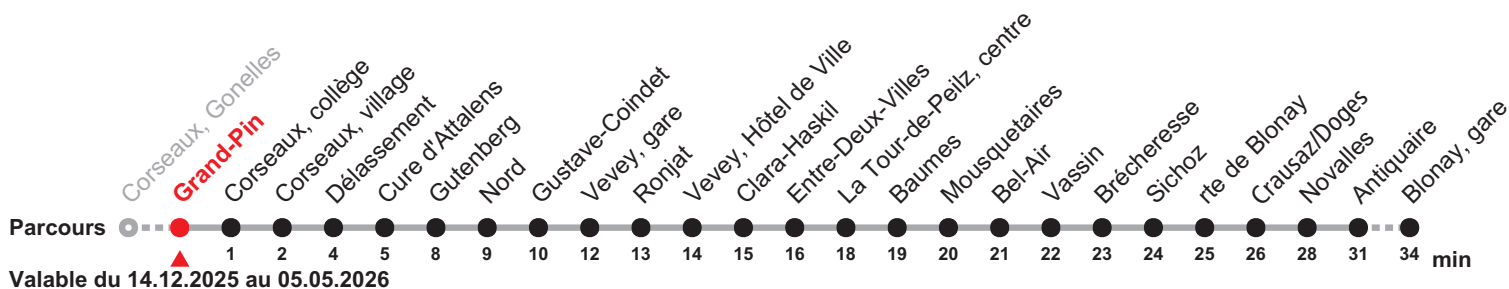 Corseaux, Gonelles
Grand-Pin
Corseaux, collège
Corseaux, village
Délassement
Cure d'Attalens
Gutenberg
Nord
Gustave-Coindet
Vevey, gare
Ronjat
Vevey, Hôtel de Ville
Clara-Haskil
Entre-Deux-Villes
La Tour-de-Peilz, centre
Baumes
Mousquetaires
Bel-Air
Vassin
Brécheresse
Sichoz
rte de Blonay
Crausaz/Doges
Novalles
Antiquaire
Blonay, gare
Parcours
1 2 4 5 8 9 10 12 13 14 15 16 18 19 20 21 22 23 24 25 26 28 31 34 min
Valable du 14.12.2025 au 05.05.2026